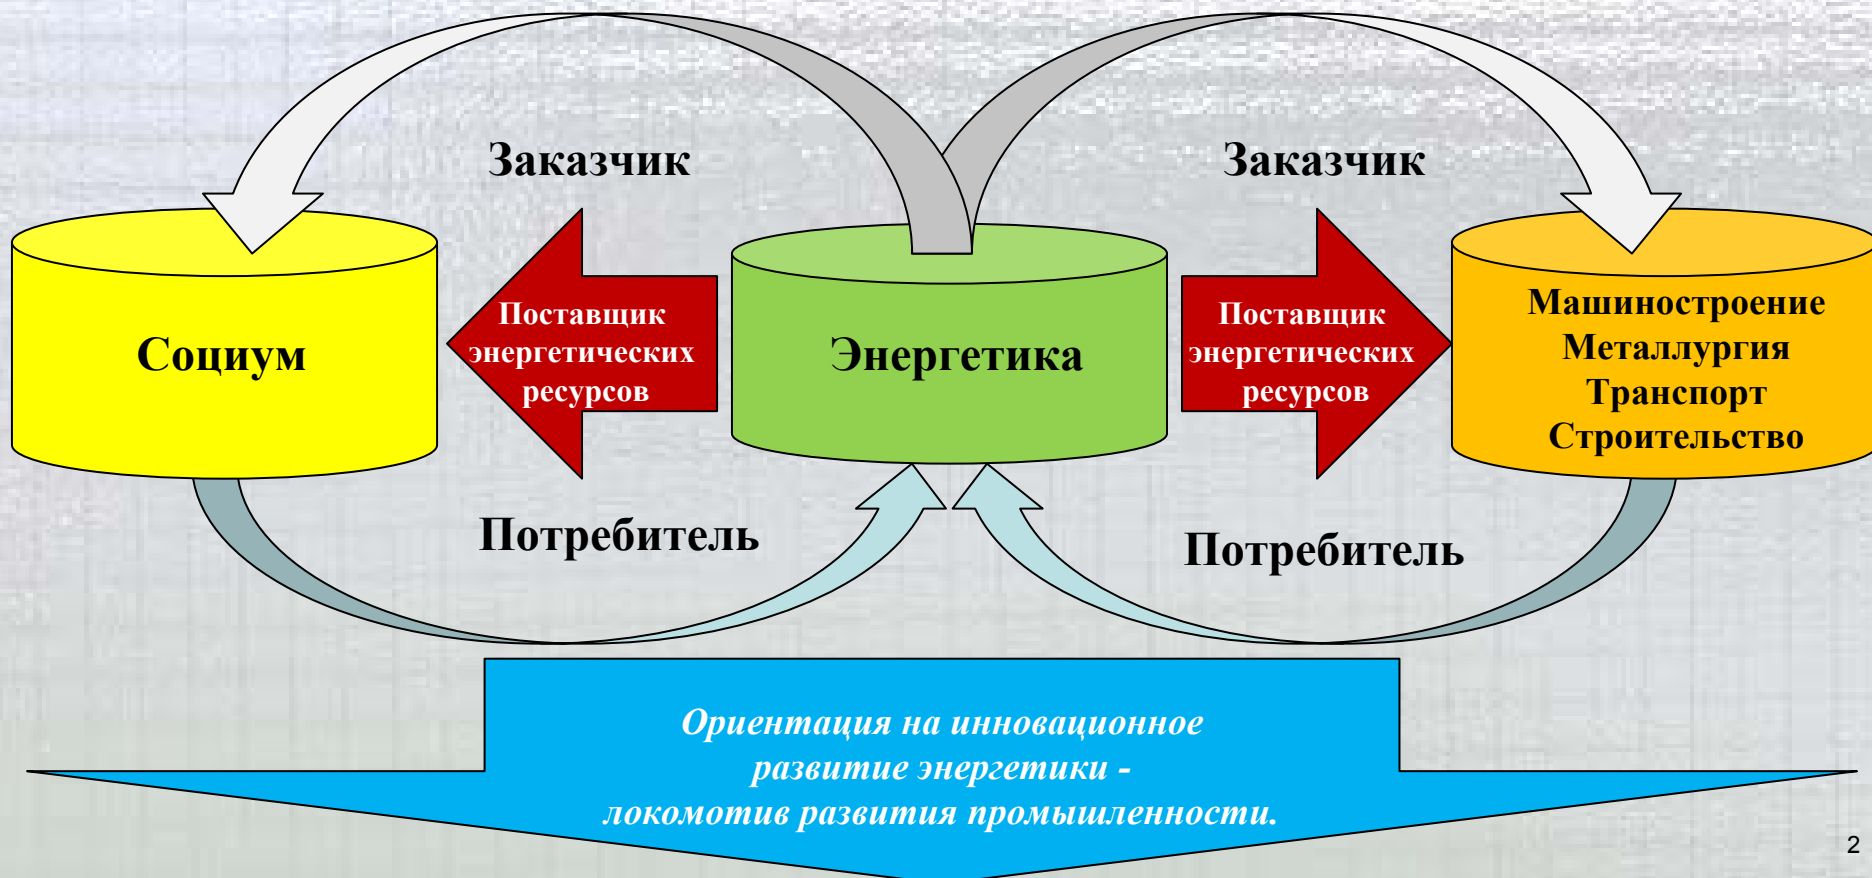 Заказчик
Заказчик
Социум
Поставщик
энергетических
ресурсов
Энергетика
Поставщик
энергетических
ресурсов
Машиностроение
Металлургия
Транспорт
Строительство
Потребитель
Потребитель
Ориентация на инновационное
развитие энергетики -
локомотив развития промышленности.
2